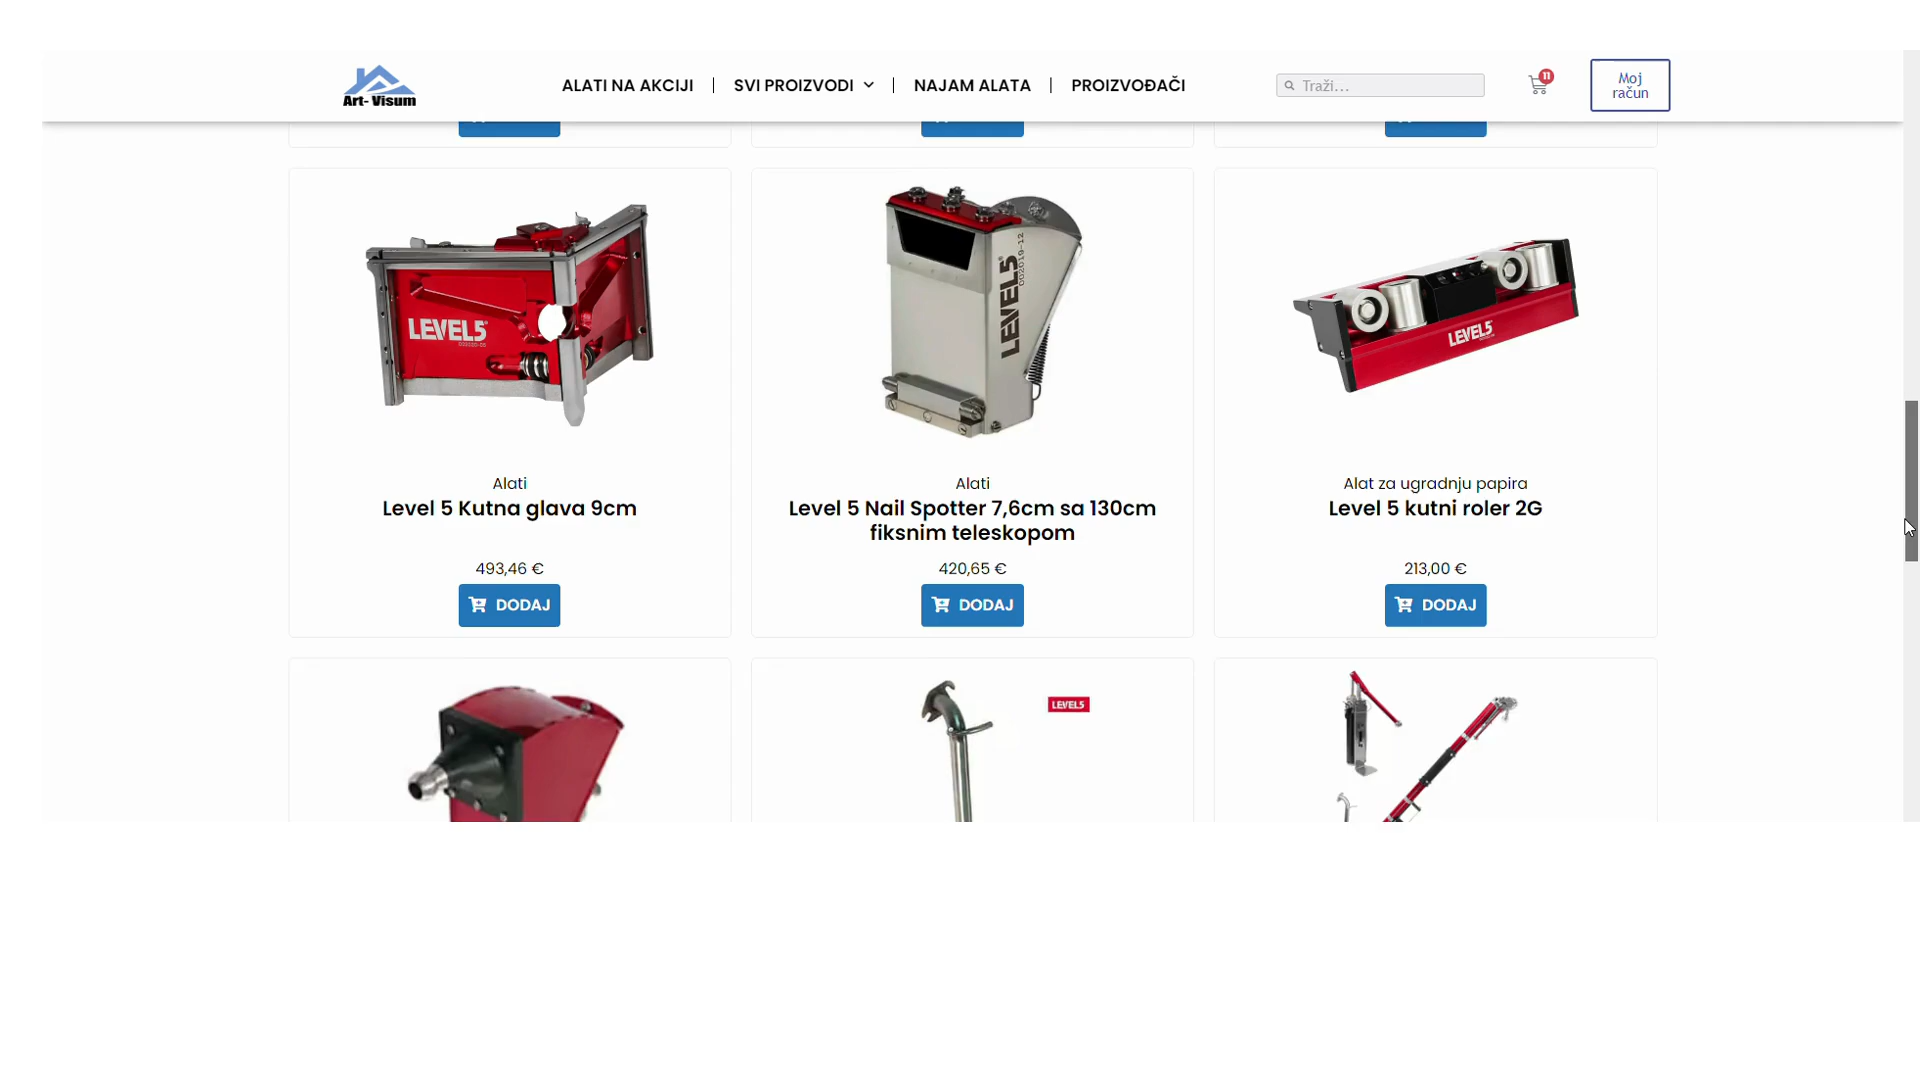 Art-Visum
ALATI NA AKCIJI
SVI PROIZVODI
NAJAM ALATA
PROIZVOĐAČI
Traži...
11
Moj
račun
LEVEL5
LEVEL5
LEVEL5
Alati
Level 5 Kutna glava 9cm
493,46 €
DODAJ
Alati
Level 5 Nail Spotter 7,6cm sa 130cm
fiksnim teleskopom
420,65 €
DODAJ
Alat za ugradnju papira
Level 5 kutni roler 2G
213,00 €
DODAJ
LEVEL5